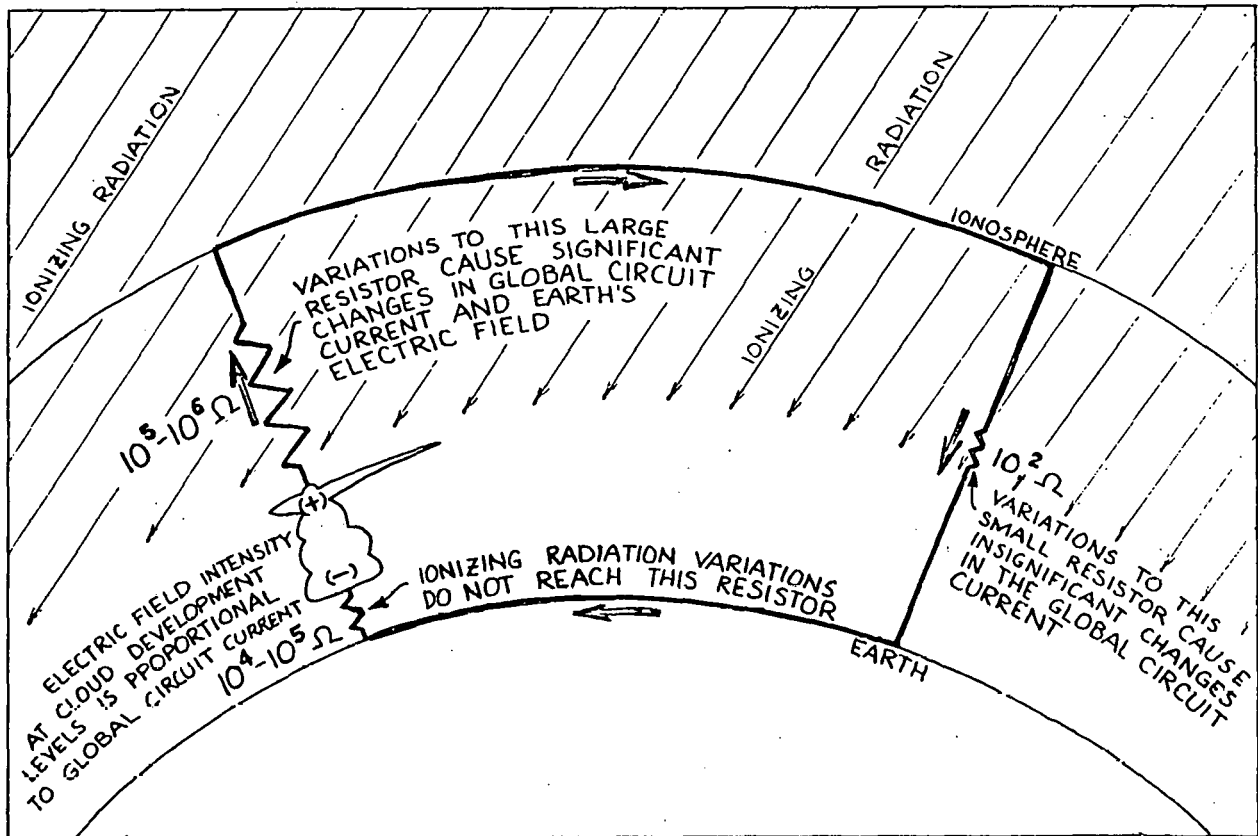 IONIZING RADIATION
RADIATION
IONOSPHERE
IONIZING
VARIATIONS TO THIS LARGE
RESISTOR CAUSE SIGNIFICANT
CHANGES IN GLOBAL CIRCUIT
CURRENT AND EARTH'S
ELECTRIC FIELD
10⁵-10⁶ Ω
(+)
(-)
10² Ω
VARIATIONS TO THIS
SMALL RESISTOR CAUSE
INSIGNIFICANT CHANGES
IN THE GLOBAL CIRCUIT
CURRENT
IONIZING RADIATION VARIATIONS
DO NOT REACH THIS RESISTOR
EARTH
ELECTRIC FIELD INTENSITY
AT CLOUD DEVELOPMENT
LEVELS IS PPOPORTIONAL
TO GLOBAL CIRCUIT CURRENT
10⁴-10⁵ Ω